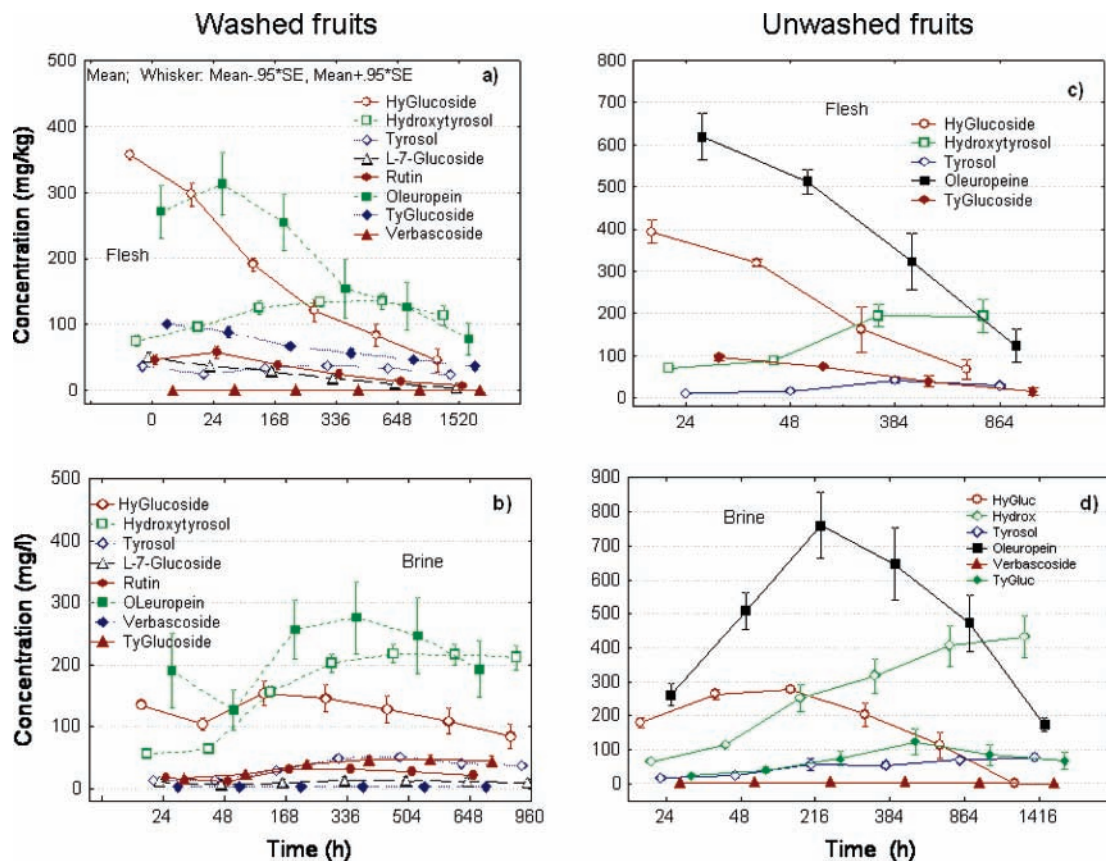 Washed fruits
Unwashed fruits
Concentration (mg/kg)
500
400
300
200
100
0
Mean; Whisker: Mean-.95*SE, Mean+.95*SE
a)
HyGlucoside
Hydroxytyrosol
Tyrosol
L-7-Glucoside
Rutin
Oleuropein
TyGlucoside
Verbascoside
Flesh
0 24 168 336 648 1520
800
700
600
500
400
300
200
100
0
c)
Flesh
HyGlucoside
Hydroxytyrosol
Tyrosol
Oleuropeine
TyGlucoside
24 48 384 864
Concentration (mg/l)
500
400
300
200
100
0
b)
HyGlucoside
Hydroxytyrosol
Tyrosol
L-7-Glucoside
Rutin
OLeuropein
Verbascoside
TyGlucoside
Brine
24 48 168 336 504 648 960
Time (h)
900
800
700
600
500
400
300
200
100
0
d)
Brine
HyGluc
Hydrox
Tyrosol
Oleuropein
Verbascoside
TyGluc
24 48 216 384 864 1416
Time (h)